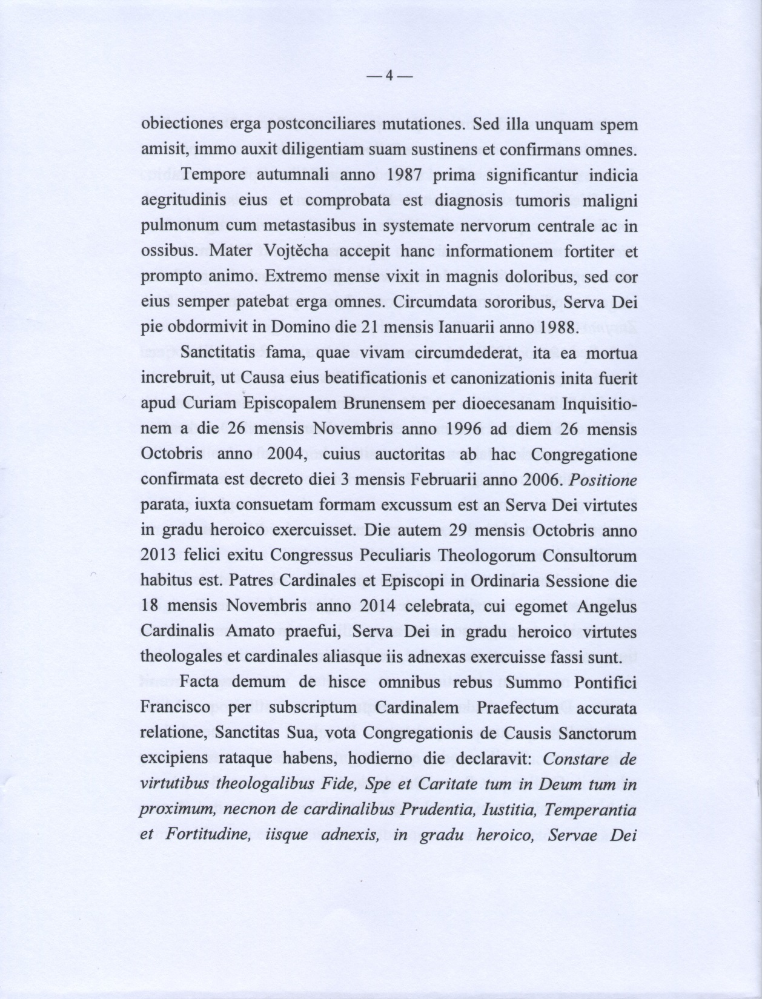 — 4 —
obiectiones erga postconciliares mutationes. Sed illa unquam spem
amisit, immo auxit diligentiam suam sustinens et confirmans omnes.
Tempore autumnali anno 1987 prima significantur indicia
aegritudinis eius et comprobata est diagnosis tumoris maligni
pulmonum cum metastasibus in systemate nervorum centrale ac in
ossibus. Mater Vojtěcha accepit hanc informationem fortiter et
prompto animo. Extremo mense vixit in magnis doloribus, sed cor
eius semper patebat erga omnes. Circumdata sororibus, Serva Dei
pie obdormivit in Domino die 21 mensis Ianuarii anno 1988.
Sanctitatis fama, quae vivam circumdederat, ita ea mortua
increbruit, ut Causa eius beatificationis et canonizationis inita fuerit
apud Curiam Episcopalem Brunensem per dioecesanam Inquisitio-
nem a die 26 mensis Novembris anno 1996 ad diem 26 mensis
Octobris anno 2004, cuius auctoritas ab hac Congregatione
confirmata est decreto diei 3 mensis Februarii anno 2006. Positione
parata, iuxta consuetam formam excussum est an Serva Dei virtutes
in gradu heroico exercuisset. Die autem 29 mensis Octobris anno
2013 felici exitu Congressus Peculiaris Theologorum Consultorum
habitus est. Patres Cardinales et Episcopi in Ordinaria Sessione die
18 mensis Novembris anno 2014 celebrata, cui egomet Angelus
Cardinalis Amato praefui, Serva Dei in gradu heroico virtutes
theologales et cardinales aliasque iis adnexas exercuisse fassi sunt.
Facta demum de hisce omnibus rebus Summo Pontifici
Francisco per subscriptum Cardinalem Praefectum accurata
relatione, Sanctitas Sua, vota Congregationis de Causis Sanctorum
excipiens rataque habens, hodierno die declaravit: Constare de
virtutibus theologalibus Fide, Spe et Caritate tum in Deum tum in
proximum, necnon de cardinalibus Prudentia, Iustitia, Temperantia
et Fortitudine, iisque adnexis, in gradu heroico, Servae Dei